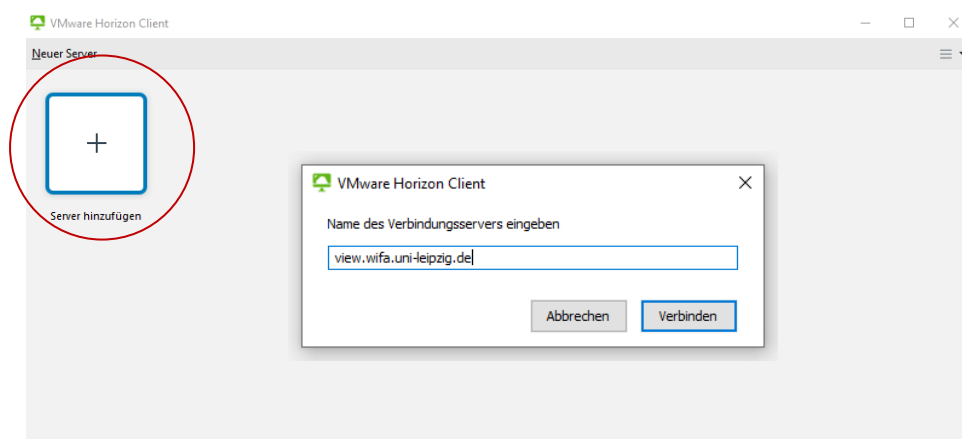 VMware Horizon Client
Neuer Server
Server hinzufügen
VMware Horizon Client
Name des Verbindungsservers eingeben
view.wifa.uni-leipzig.de
Abbrechen Verbinden